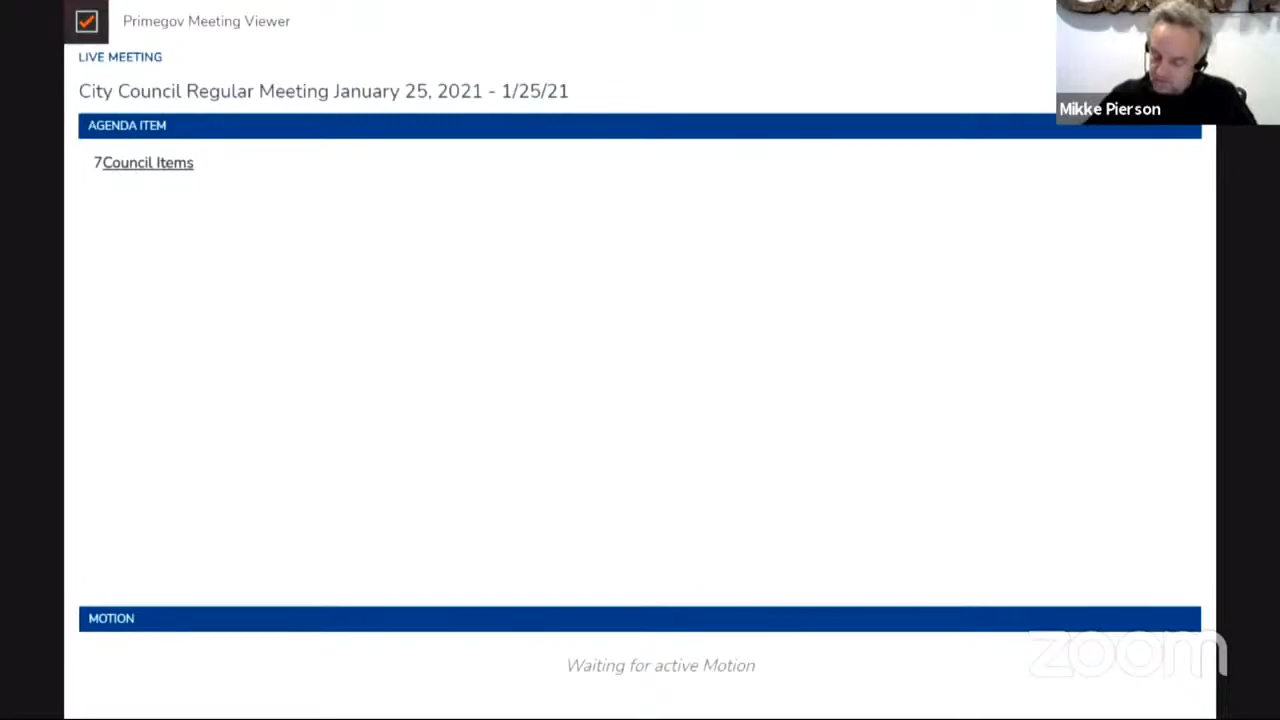 Primegov Meeting Viewer
LIVE MEETING
City Council Regular Meeting January 25, 2021 - 1/25/21
Mikke Pierson
AGENDA ITEM
7Council Items
MOTION
Waiting for active Motion
zoom